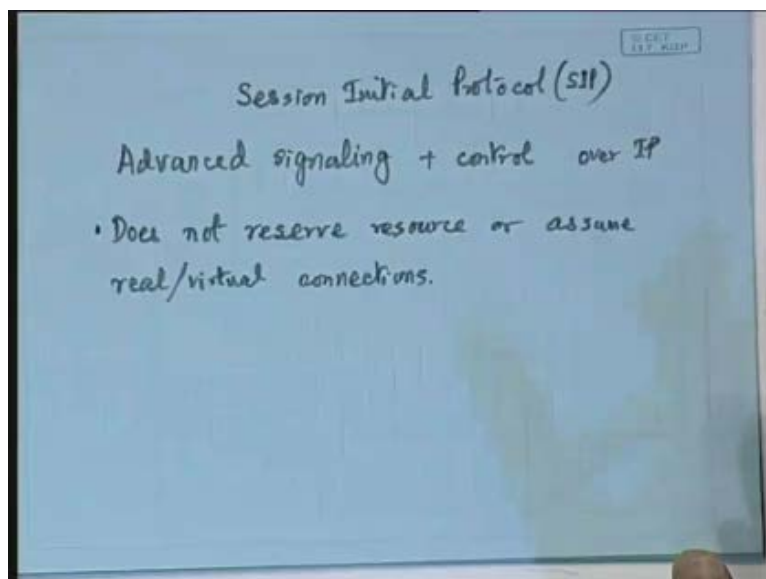 Session Initial Protocol (SIP)
Advanced signaling + control over IP
• Does not reserve resource or assume
real/virtual connections.